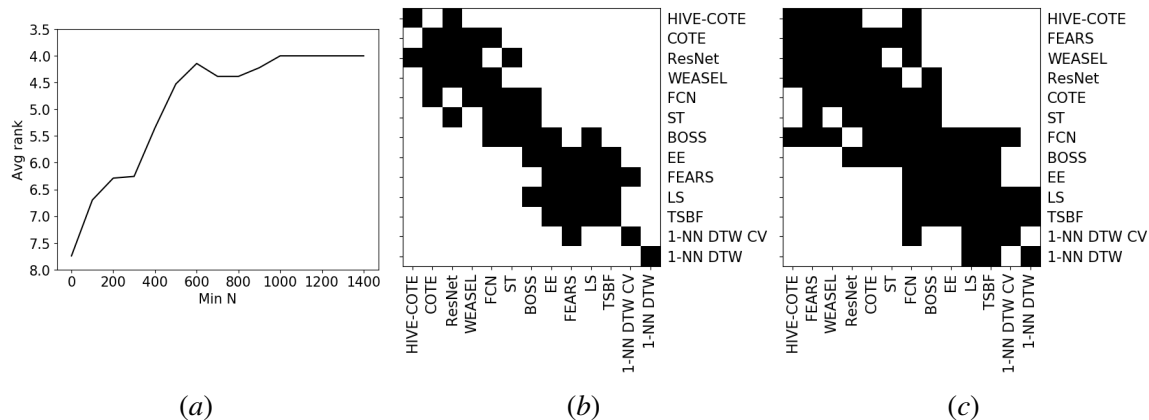 3.5
4.0
4.5
5.0
5.5
6.0
6.5
7.0
7.5
8.0
Avg rank
0 200 400 600 800 1000 1200 1400
Min N
HIVE-COTE
COTE
ResNet
WEASEL
FCN
ST
BOSS
EE
FEARS
LS
TSBF
1-NN DTW CV
1-NN DTW
HIVE-COTE
COTE
ResNet
WEASEL
FCN
ST
BOSS
EE
FEARS
LS
TSBF
1-NN DTW CV
1-NN DTW
HIVE-COTE
FEARS
WEASEL
ResNet
COTE
ST
FCN
BOSS
EE
LS
TSBF
1-NN DTW CV
1-NN DTW
HIVE-COTE
FEARS
WEASEL
ResNet
COTE
ST
FCN
BOSS
EE
LS
TSBF
1-NN DTW CV
1-NN DTW
(a) (b) (c)